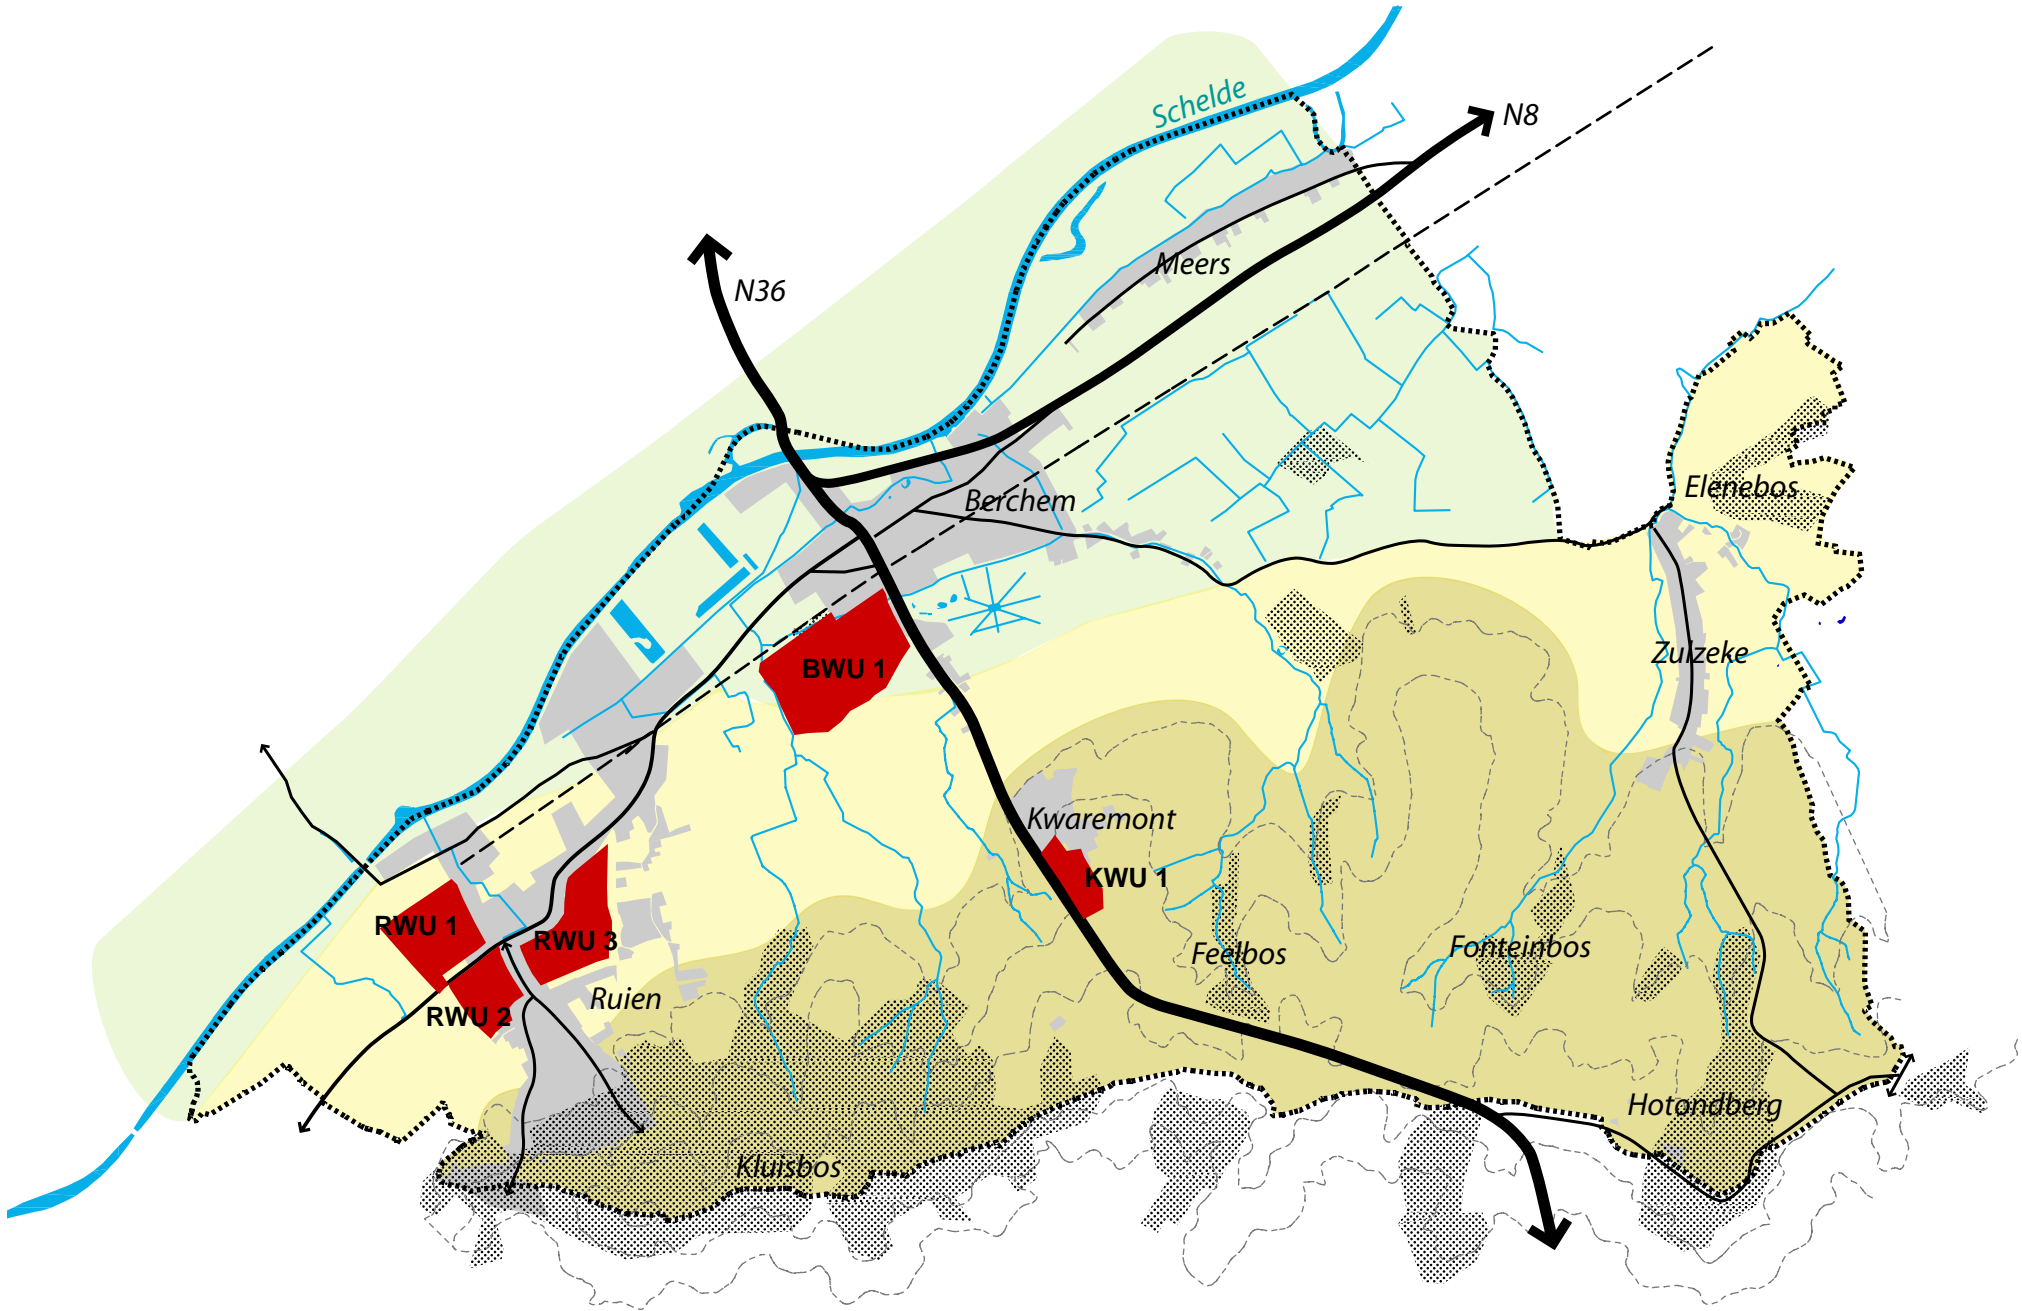 Schelde
N8
N36
Meers
Berchem
Elenebos
Zulzeke
BWU 1
Kwaremont
KWU 1
RWU 1
RWU 3
Feelbos
Fonteinbos
Ruien
RWU 2
Hotondberg
Kluisbos